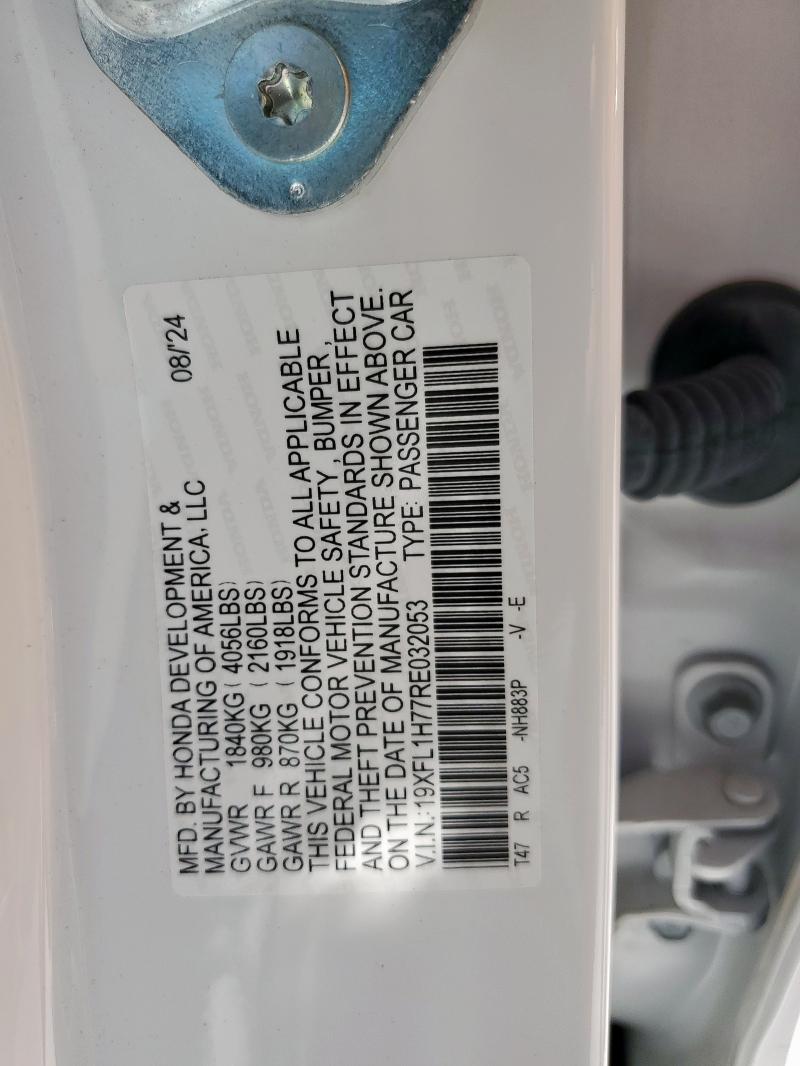 MFD. BY HONDA DEVELOPMENT &
MANUFACTURING OF AMERICA, LLC 08/'24
GVWR 1840KG ( 4056LBS)
GAWR F 980KG ( 2160LBS)
GAWR R 870KG ( 1918LBS)
THIS VEHICLE CONFORMS TO ALL APPLICABLE
FEDERAL MOTOR VEHICLE SAFETY , BUMPER ,
AND THEFT PREVENTION STANDARDS IN EFFECT
ON THE DATE OF MANUFACTURE SHOWN ABOVE.
V.I.N.:19XFL1H77RE032053 TYPE: PASSENGER CAR
T47 R AC5 -NH883P -V -E